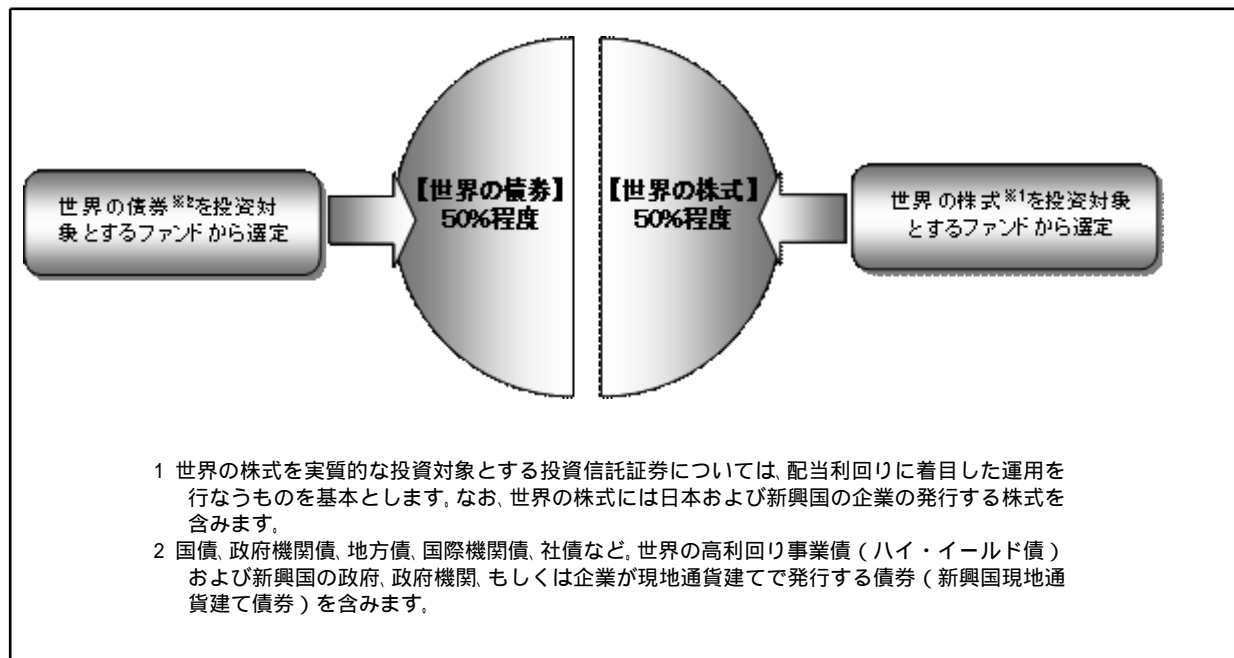 世界の債券※2を投資対
象とするファンドから選定
【世界の債券】
50%程度
【世界の株式】
50%程度
世界の株式※1を投資対象
とするファンドから選定
1 世界の株式を実質的な投資対象とする投資信託証券については、配当利回りに着目した運用を
行なうものを基本とします。なお、世界の株式には日本および新興国の企業の発行する株式を
含みます。
2 国債、政府機関債、地方債、国際機関債、社債など。世界の高利回り事業債（ハイ・イールド債）
および新興国の政府、政府機関、もしくは企業が現地通貨建てで発行する債券（新興国現地通
貨建て債券）を含みます。